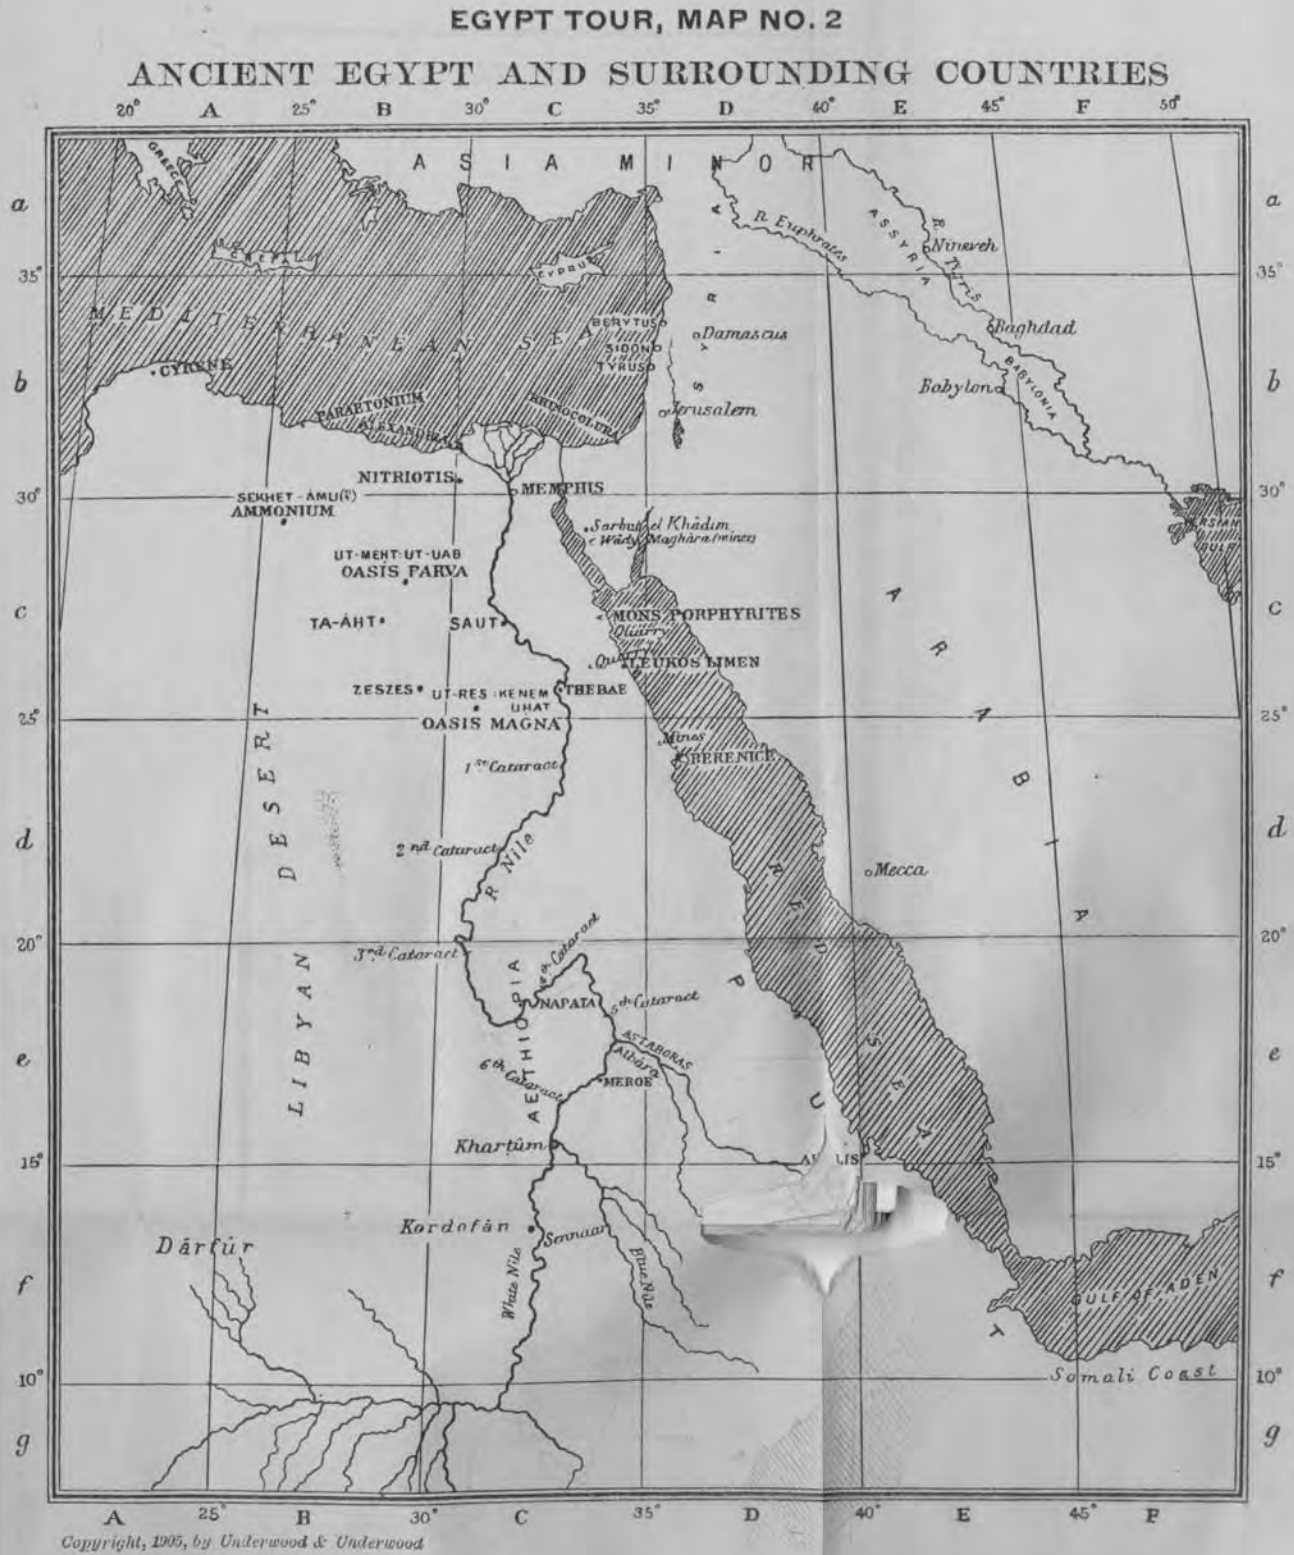 EGYPT TOUR, MAP NO. 2
ANCIENT EGYPT AND SURROUNDING COUNTRIES
20° A 25° B 30° C 35° D 40° E 45° F 50°
ASIA MINOR
GREECE
a
a
R. Euphrates
ASSYRIA
R. Tigris
Nineveh
SYRIA
35°
35°
CYPRUS
MEDITERRANEAN SEA
BERYTUS
Damascus
Baghdad
SIDON
TYRUS
CYRENE
b
b
Babylon
BABYLONIA
PARAETONIUM
RHINOCOLURA
Jerusalem
NITRIOTIS
30°
30°
MEMPHIS
SEKHET-AMU(?)
AMMONIUM
Sarbut el Khâdim
Wâdy Maghâra (mines)
UT-MEHT:UT-UAB
OASIS PARVA
c
c
TA-ÂHT
SAUT
MONS PORPHYRITES
Quarry
Quarry
LEUKOS LIMEN
ZESZES
UT-RES:KENEM
UHAT
THEBAE
OASIS MAGNA
25°
25°
Mines
BERENICE
ARABIA
1st Cataract
LIBYAN DESERT
d
d
2nd Cataract
R Nile
Mecca
RED SEA
20°
20°
3rd Cataract
Cataract
NAPATA
5th Cataract
AETHIOPIA
PUNT
e
e
ASTABORAS
Atbâra
6th Cataract
MEROE
Khartûm
15°
15°
Kordofân
Sennaar
Dârfûr
White Nile
Blue Nile
f
f
GULF OF ADEN
Somali Coast
10°
10°
g
g
A 25° B 30° C 35° D 40° E 45° F
Copyright, 1905, by Underwood & Underwood